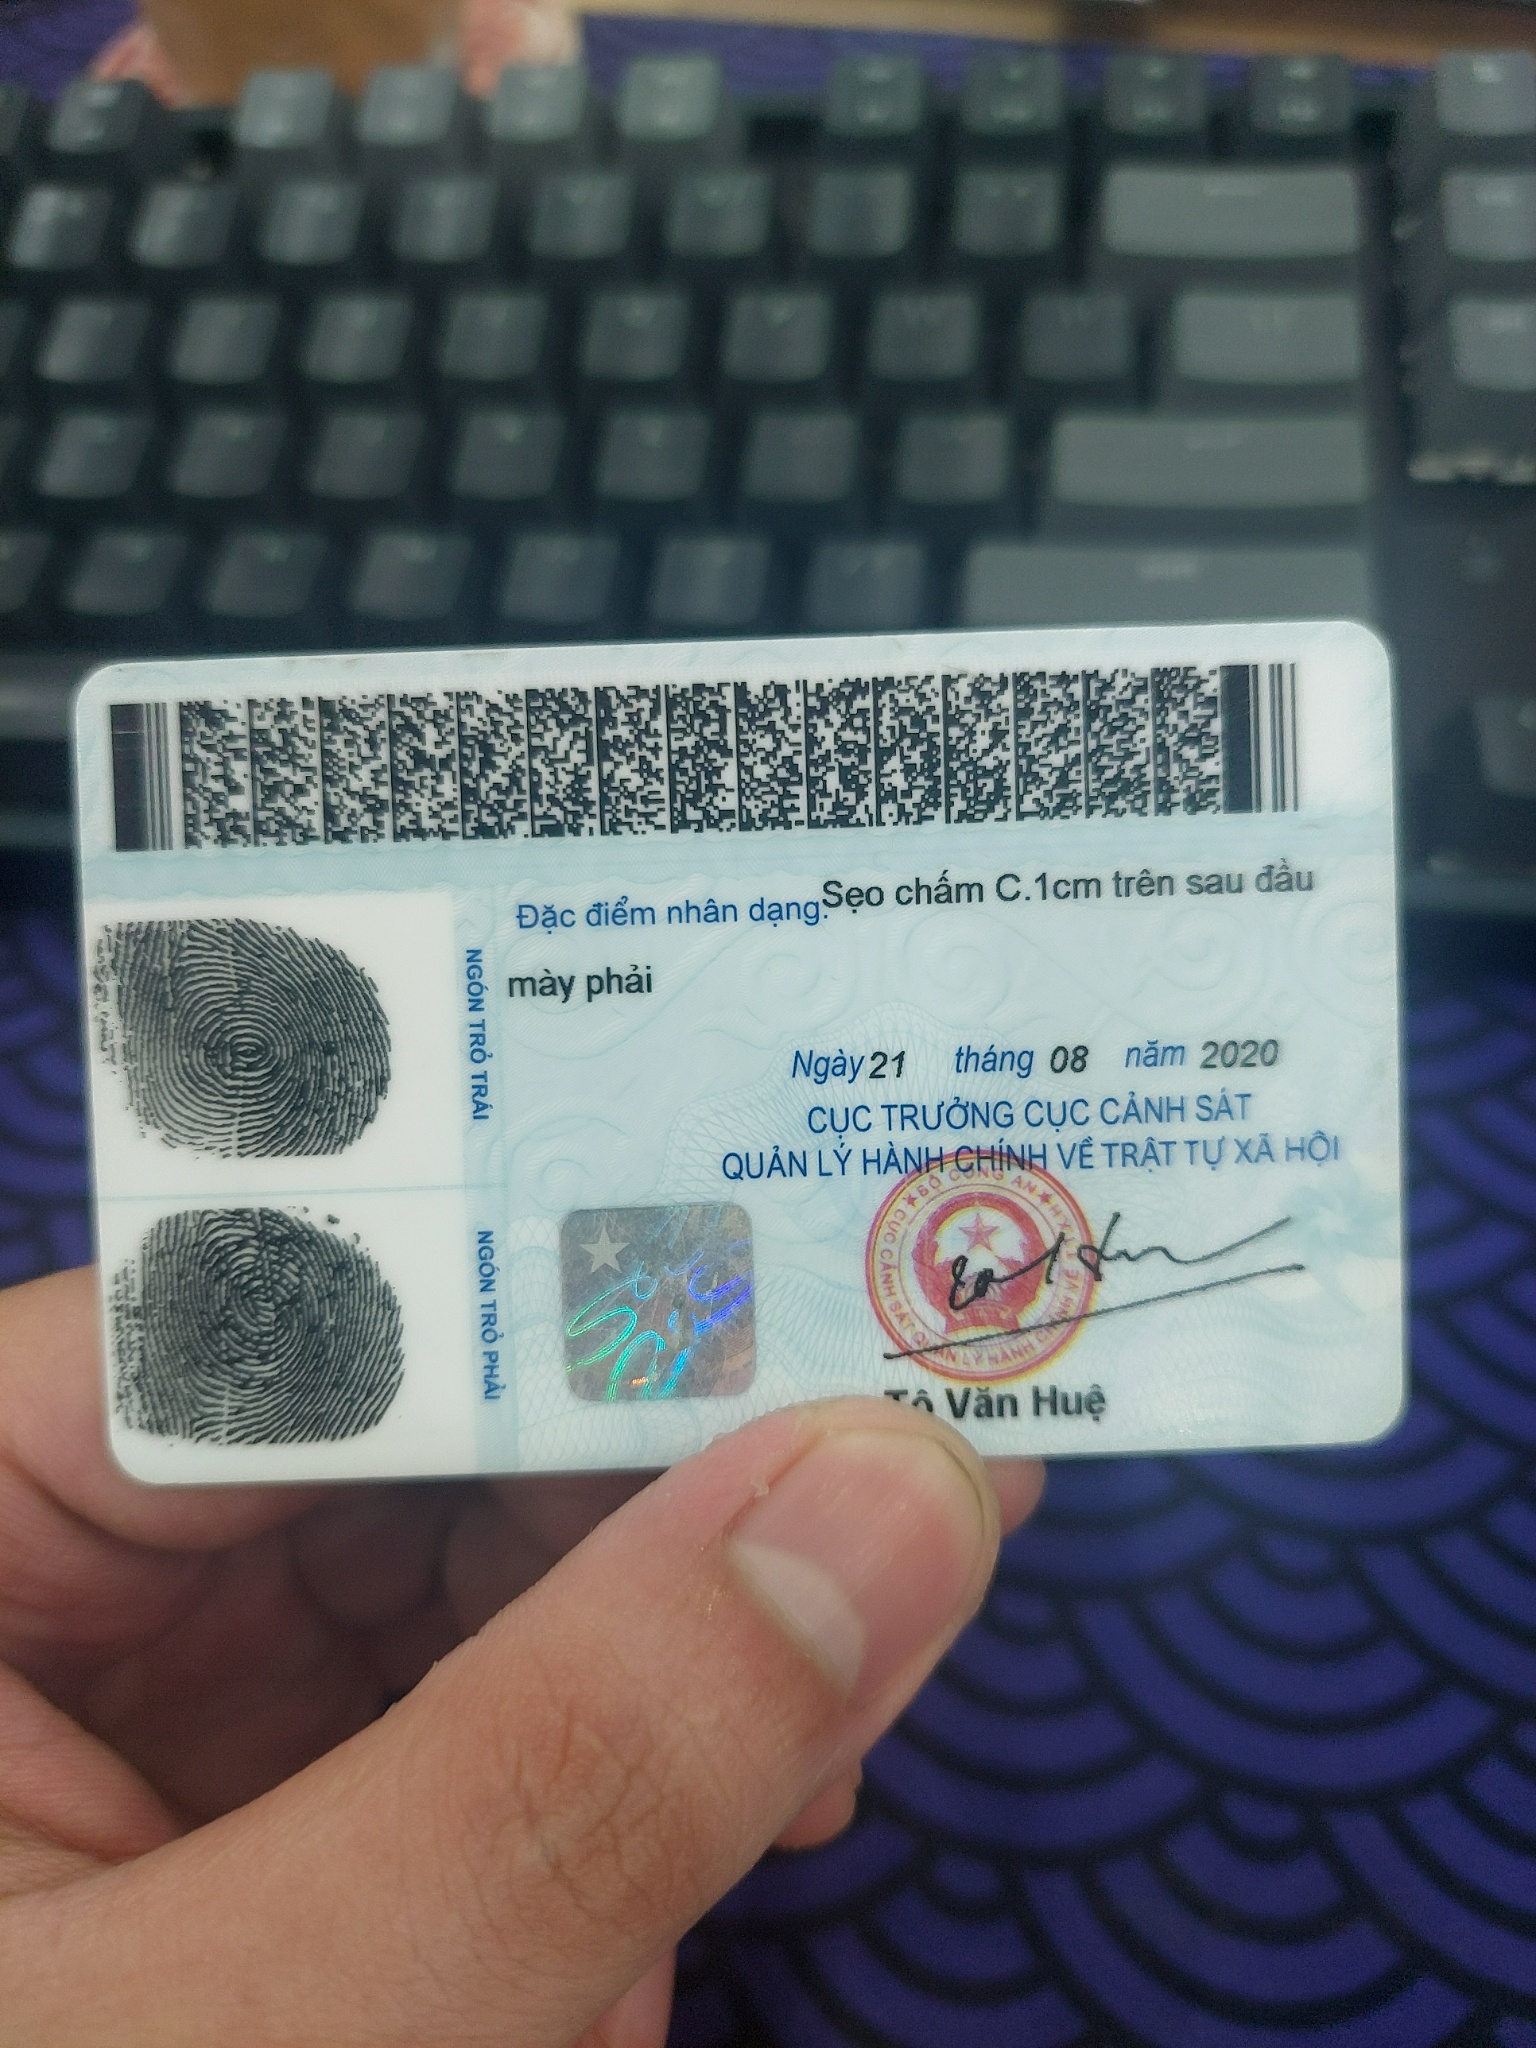 Đặc điểm nhân dạng: Sẹo chấm C.1cm trên sau đầu
mày phải
NGÓN TRỎ TRÁI
Ngày 21 tháng 08 năm 2020
CỤC TRƯỞNG CỤC CẢNH SÁT
QUẢN LÝ HÀNH CHÍNH VỀ TRẬT TỰ XÃ HỘI
NGÓN TRỎ PHẢI
BỘ CÔNG AN
CỤC CẢNH SÁT QUẢN LÝ HÀNH CHÍNH VỀ TTXH
Tô Văn Huệ